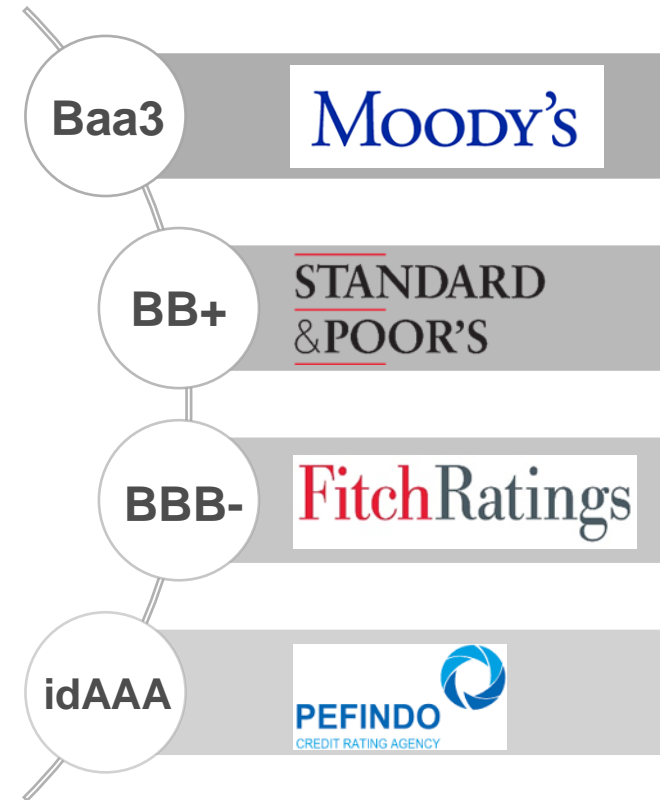 Baa3
MOODY'S
BB+
STANDARD
&POOR'S
BBB-
FitchRatings
idAAA
PEFINDO
CREDIT RATING AGENCY